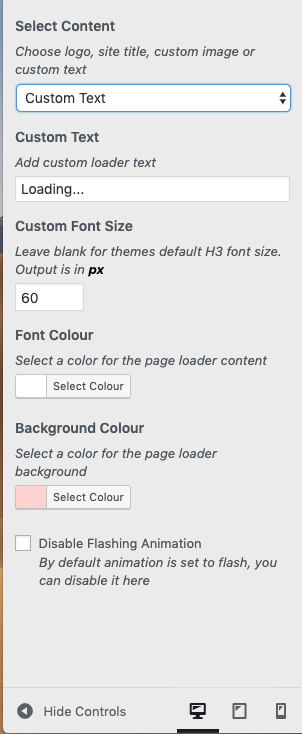 Select Content
Choose logo, site title, custom image or
custom text
Custom Text
Custom Text
Add custom loader text
Loading...
Custom Font Size
Leave blank for themes default H3 font size.
Output is in px
60
Font Colour
Select a color for the page loader content
Select Colour
Background Colour
Select a color for the page loader
background
Select Colour
Disable Flashing Animation
By default animation is set to flash, you
can disable it here
Hide Controls